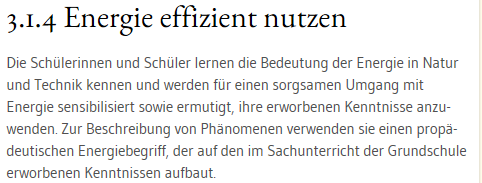 3.1.4 Energie effizient nutzen
Die Schülerinnen und Schüler lernen die Bedeutung der Energie in Natur
und Technik kennen und werden für einen sorgsamen Umgang mit
Energie sensibilisiert sowie ermutigt, ihre erworbenen Kenntnisse anzu-
wenden. Zur Beschreibung von Phänomenen verwenden sie einen propä-
deutischen Energiebegriff, der auf den im Sachunterricht der Grundschule
erworbenen Kenntnissen aufbaut.